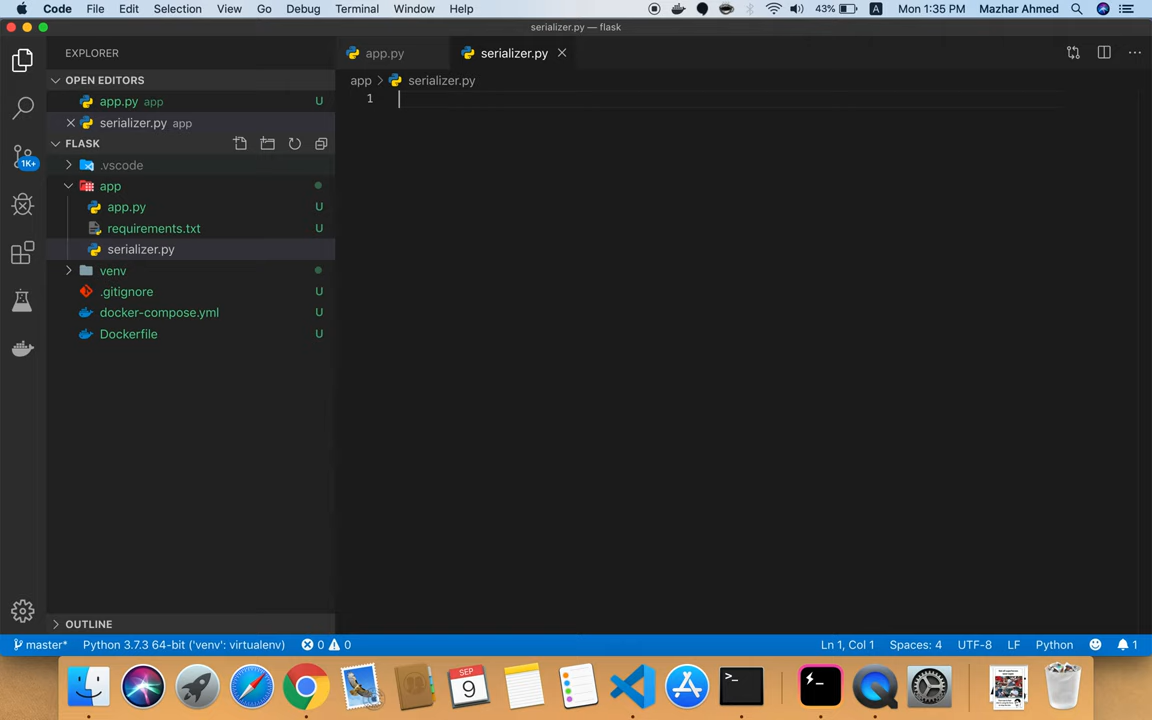 Code File Edit Selection View Go Debug Terminal Window Help 43% A Mon 1:35 PM Mazhar Ahmed
serializer.py — flask
EXPLORER
app.py
serializer.py
OPEN EDITORS
app > serializer.py
app.py app U
1
serializer.py app
FLASK
.vscode
app
app.py U
requirements.txt U
serializer.py
venv
.gitignore U
docker-compose.yml U
Dockerfile U
1K+
OUTLINE
master* Python 3.7.3 64-bit ('venv': virtualenv) 0 0 Ln 1, Col 1 Spaces: 4 UTF-8 LF Python 1
SEP
9